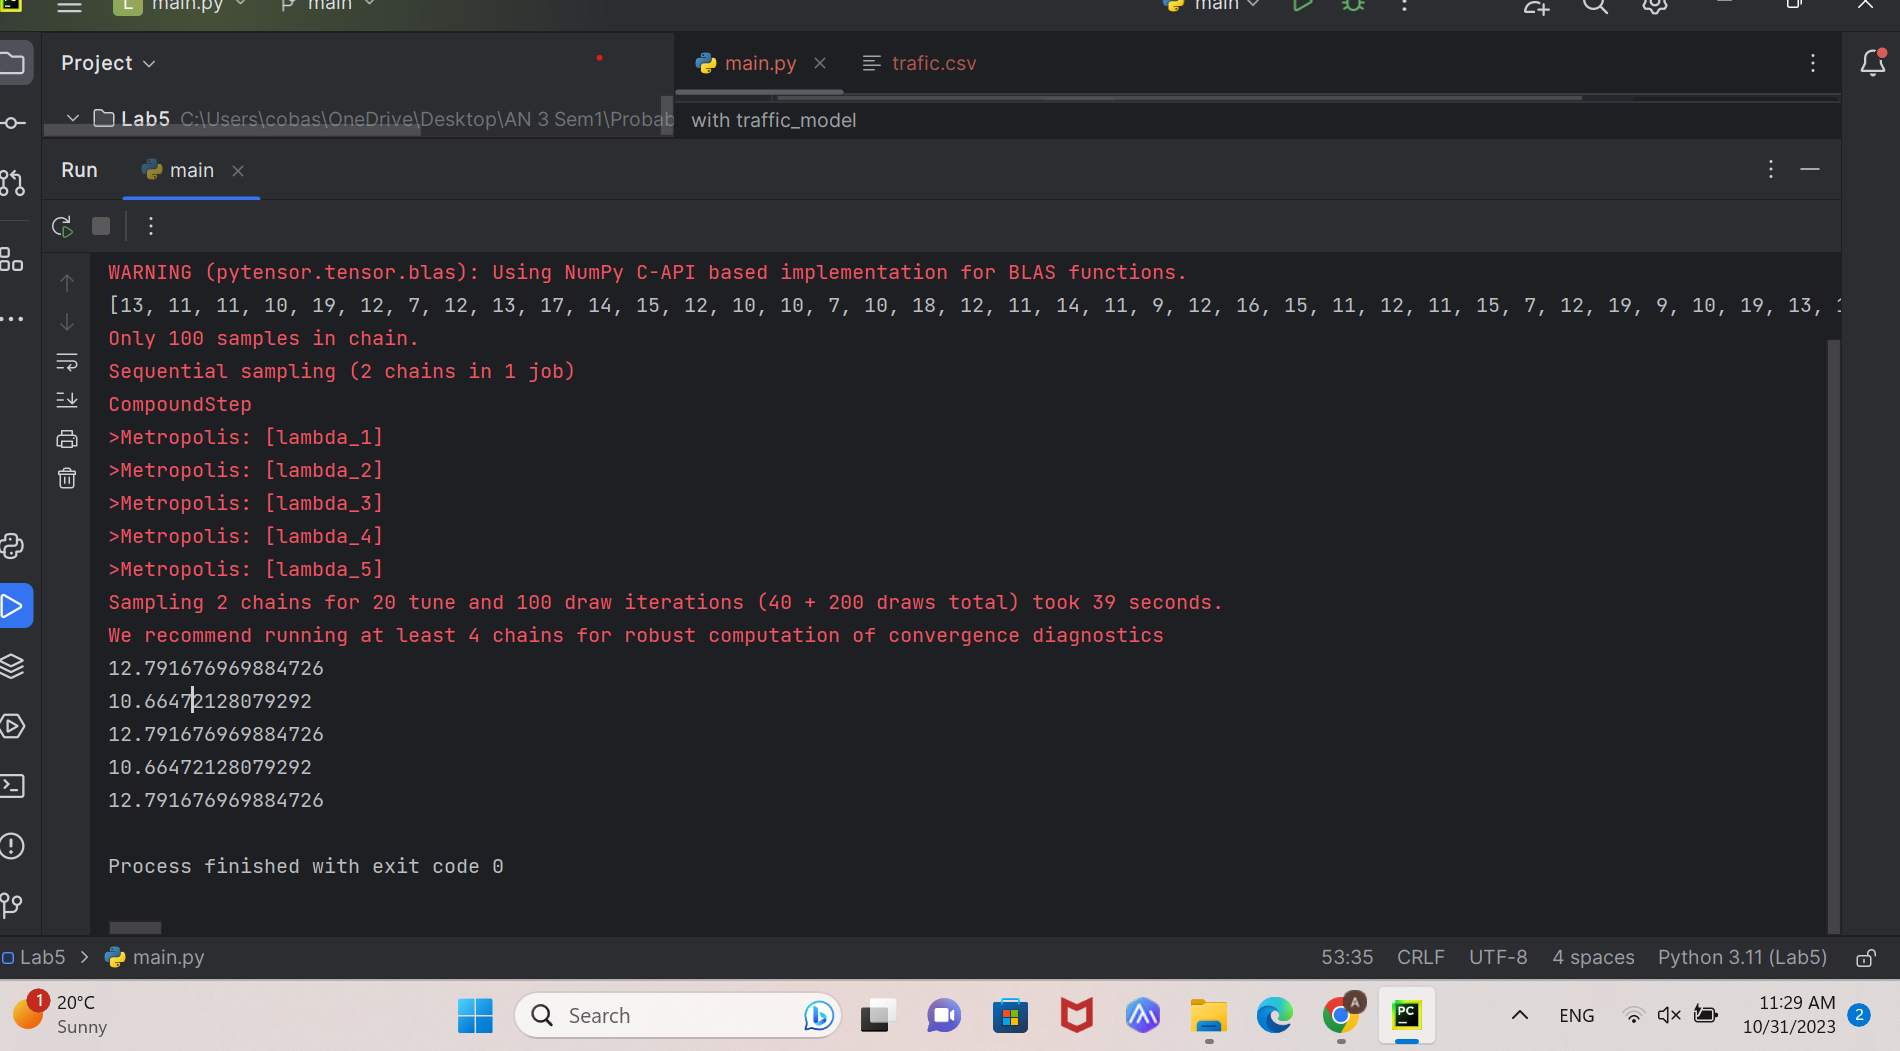 L main.py main main
Project main.py trafic.csv
Lab5 C:\Users\cobas\OneDrive\Desktop\AN 3 Sem1\Probab with traffic_model
Run main
WARNING (pytensor.tensor.blas): Using NumPy C-API based implementation for BLAS functions.
[13, 11, 11, 10, 19, 12, 7, 12, 13, 17, 14, 15, 12, 10, 10, 7, 10, 18, 12, 11, 14, 11, 9, 12, 16, 15, 11, 12, 11, 15, 7, 12, 19, 9, 10, 19, 13,
Only 100 samples in chain.
Sequential sampling (2 chains in 1 job)
CompoundStep
>Metropolis: [lambda_1]
>Metropolis: [lambda_2]
>Metropolis: [lambda_3]
>Metropolis: [lambda_4]
>Metropolis: [lambda_5]
Sampling 2 chains for 20 tune and 100 draw iterations (40 + 200 draws total) took 39 seconds.
We recommend running at least 4 chains for robust computation of convergence diagnostics
12.791676969884726
10.66472128079292
12.791676969884726
10.66472128079292
12.791676969884726
Process finished with exit code 0
Lab5 > main.py 53:35 CRLF UTF-8 4 spaces Python 3.11 (Lab5)
1 20°C Search A PC ENG 11:29 AM 2
Sunny 10/31/2023